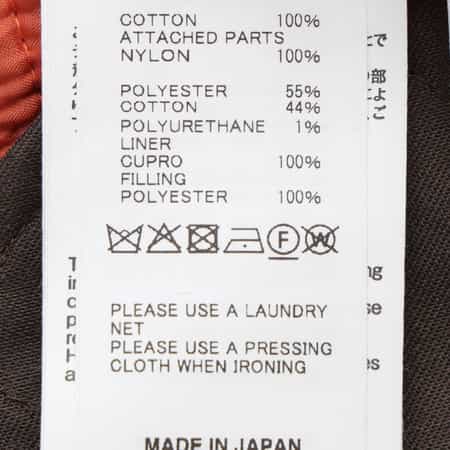 COTTON 100%
ATTACHED PARTS
NYLON 100%
POLYESTER 55%
COTTON 44%
POLYURETHANE 1%
LINER
CUPRO 100%
FILLING
POLYESTER 100%
F W
PLEASE USE A LAUNDRY
NET
PLEASE USE A PRESSING
CLOTH WHEN IRONING
MADE IN JAPAN